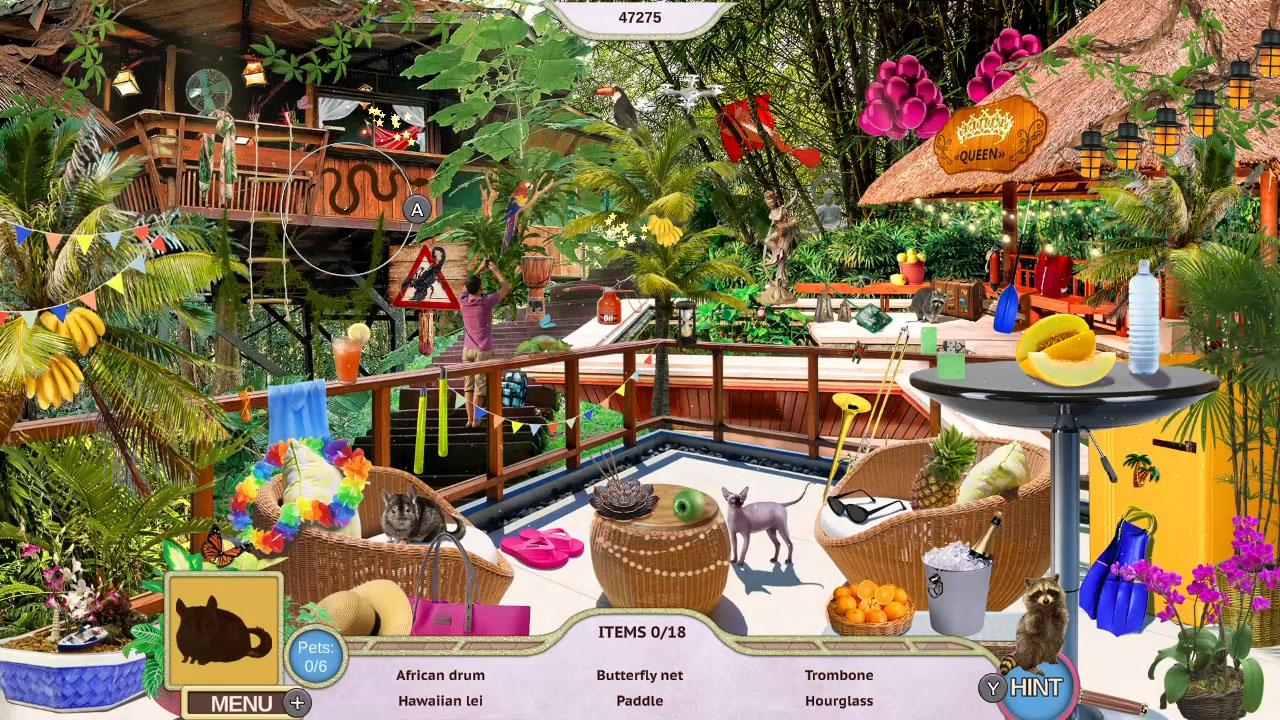 47275
«QUEEN»
A
Oil
ITEMS 0/18
Pets:
0/6
African drum
Butterfly net
Trombone
Hawaiian lei
Paddle
Hourglass
MENU +
Y HINT